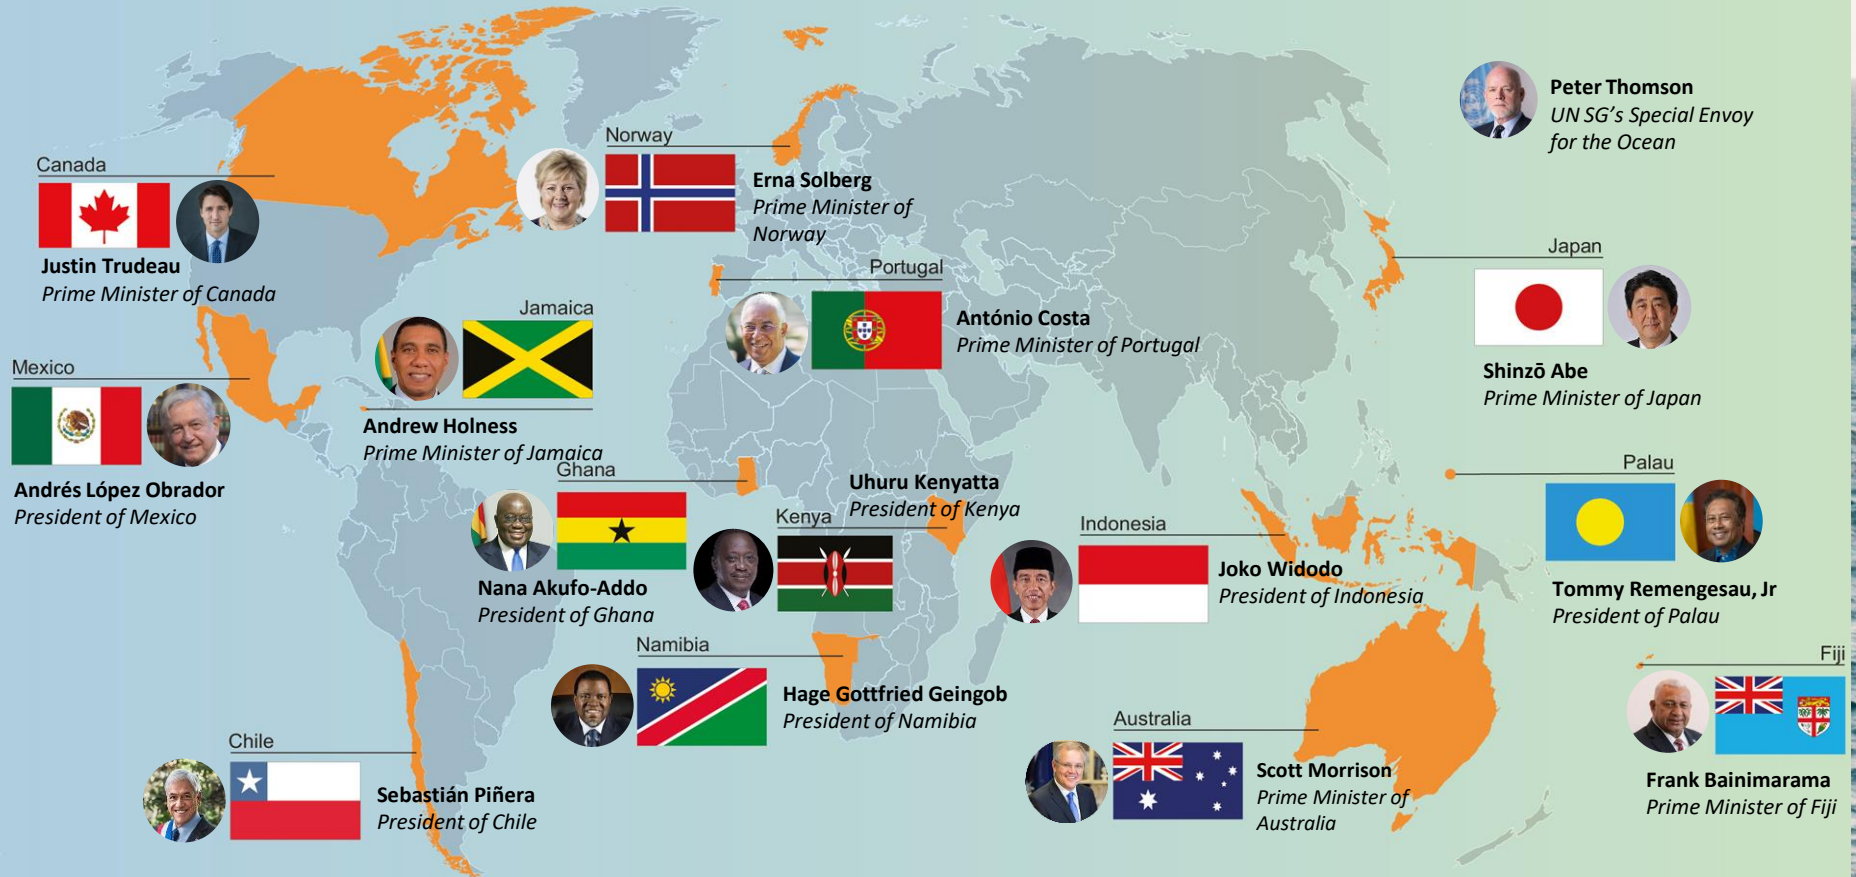 Peter Thomson
UN SG's Special Envoy
for the Ocean
Norway
Erna Solberg
Prime Minister of
Norway
Canada
Justin Trudeau
Prime Minister of Canada
Portugal
António Costa
Prime Minister of Portugal
Japan
Shinzō Abe
Prime Minister of Japan
Jamaica
Andrew Holness
Prime Minister of Jamaica
Mexico
Andrés López Obrador
President of Mexico
Ghana
Nana Akufo-Addo
President of Ghana
Uhuru Kenyatta
President of Kenya
Kenya
Indonesia
Joko Widodo
President of Indonesia
Palau
Tommy Remengesau, Jr
President of Palau
Namibia
Hage Gottfried Geingob
President of Namibia
Fiji
Frank Bainimarama
Prime Minister of Fiji
Australia
Scott Morrison
Prime Minister of
Australia
Chile
Sebastián Piñera
President of Chile